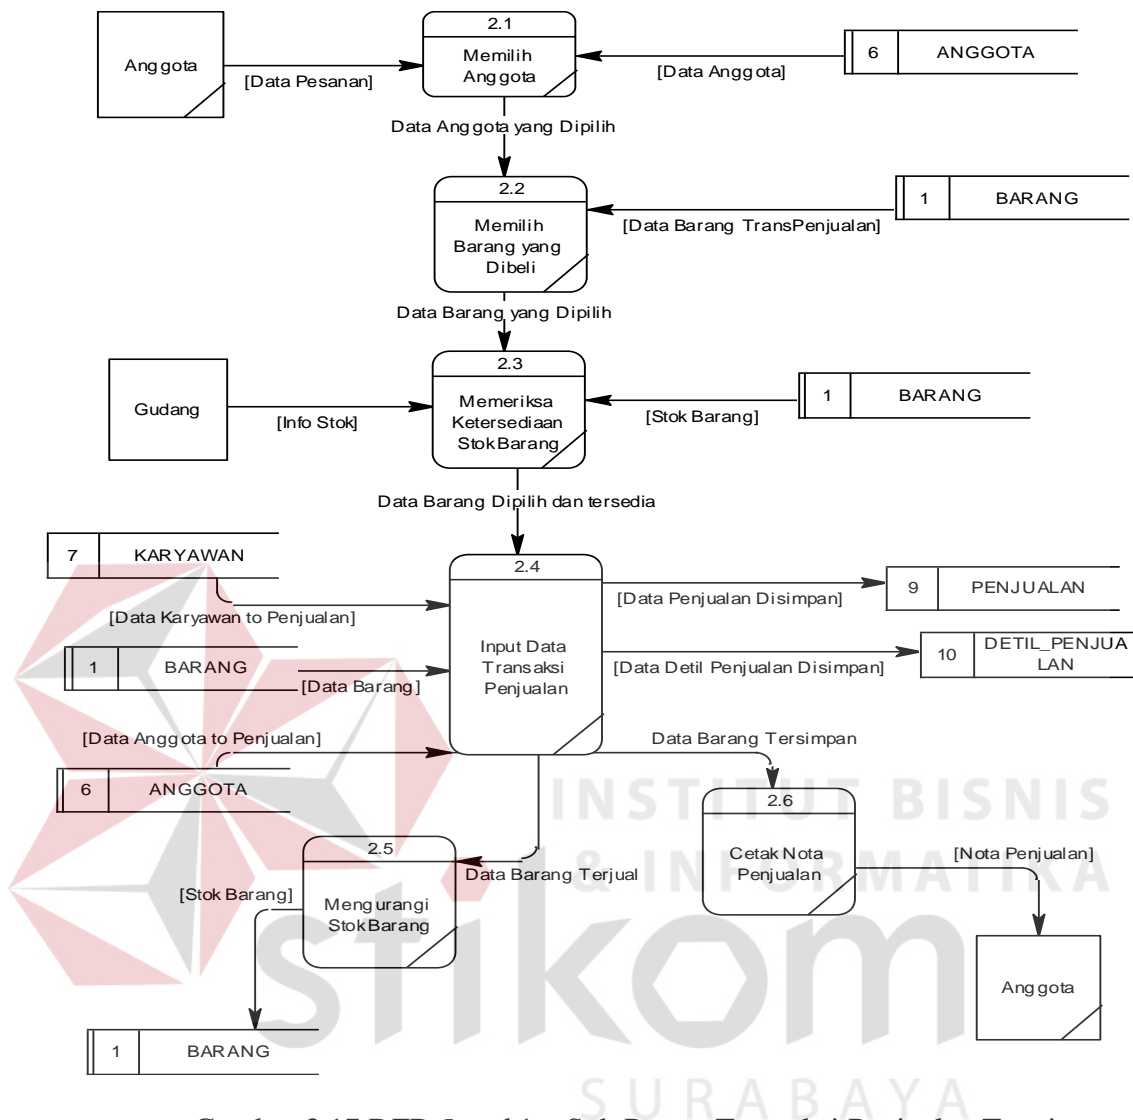 2.1
Memilih
Anggota
Anggota
[Data Pesanan]
[Data Anggota]
6 ANGGOTA
Data Anggota yang Dipilih
2.2
Memilih
Barang yang
Dibeli
[Data Barang TransPenjualan]
1 BARANG
Data Barang yang Dipilih
2.3
Memeriksa
Ketersediaan
Stok Barang
Gudang
[Info Stok]
[Stok Barang]
1 BARANG
Data Barang Dipilih dan tersedia
7 KARYAWAN
[Data Karyawan to Penjualan]
1 BARANG
[Data Barang]
[Data Anggota to Penjualan]
6 ANGGOTA
2.4
Input Data
Transaksi
Penjualan
[Data Penjualan Disimpan]
9 PENJUALAN
[Data Detil Penjualan Disimpan]
10 DETIL_PENJUA
LAN
Data Barang Tersimpan
2.6
Cetak Nota
Penjualan
[Nota Penjualan]
Anggota
2.5
Mengurangi
Stok Barang
Data Barang Terjual
[Stok Barang]
1 BARANG
INSTITUT BISNIS
& INFORMATIKA
stikom
SURABAYA